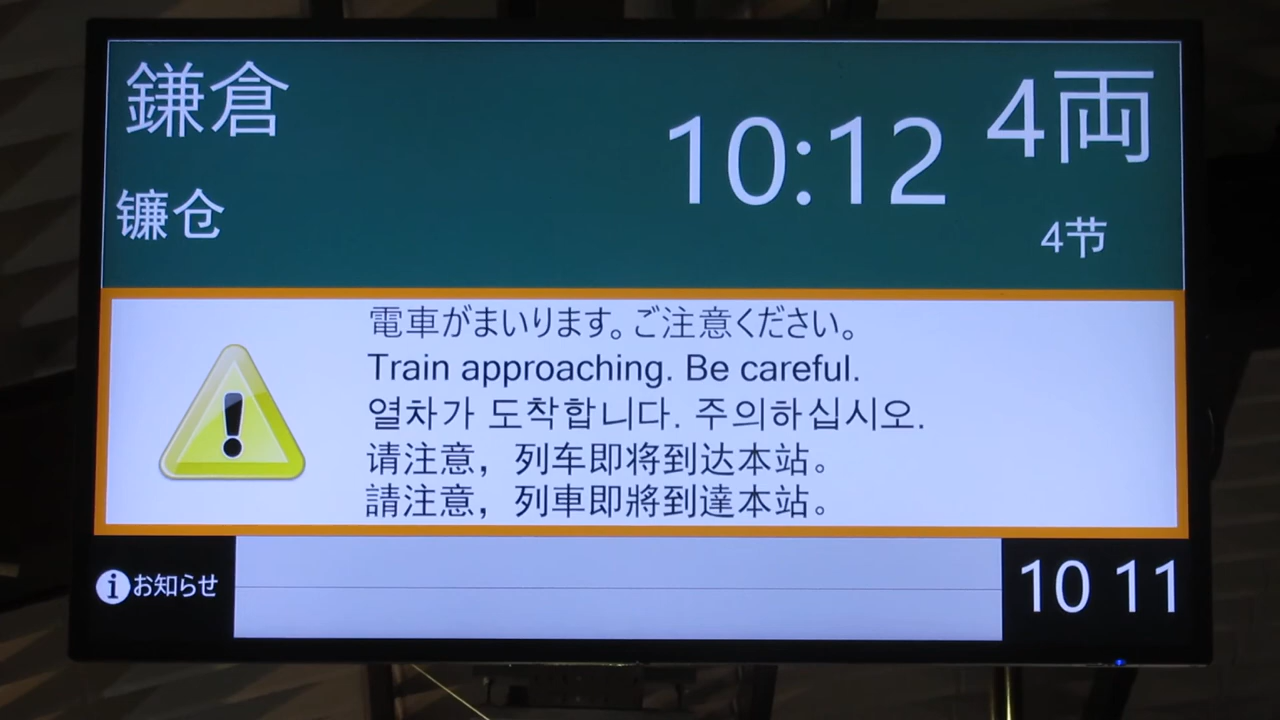 鎌倉
10:12
4両
镰仓
4节
電車がまいります。ご注意ください。
Train approaching. Be careful.
열차가 도착합니다. 주의하십시오.
请注意，列车即将到达本站。
請注意，列車即將到達本站。
お知らせ
10 11